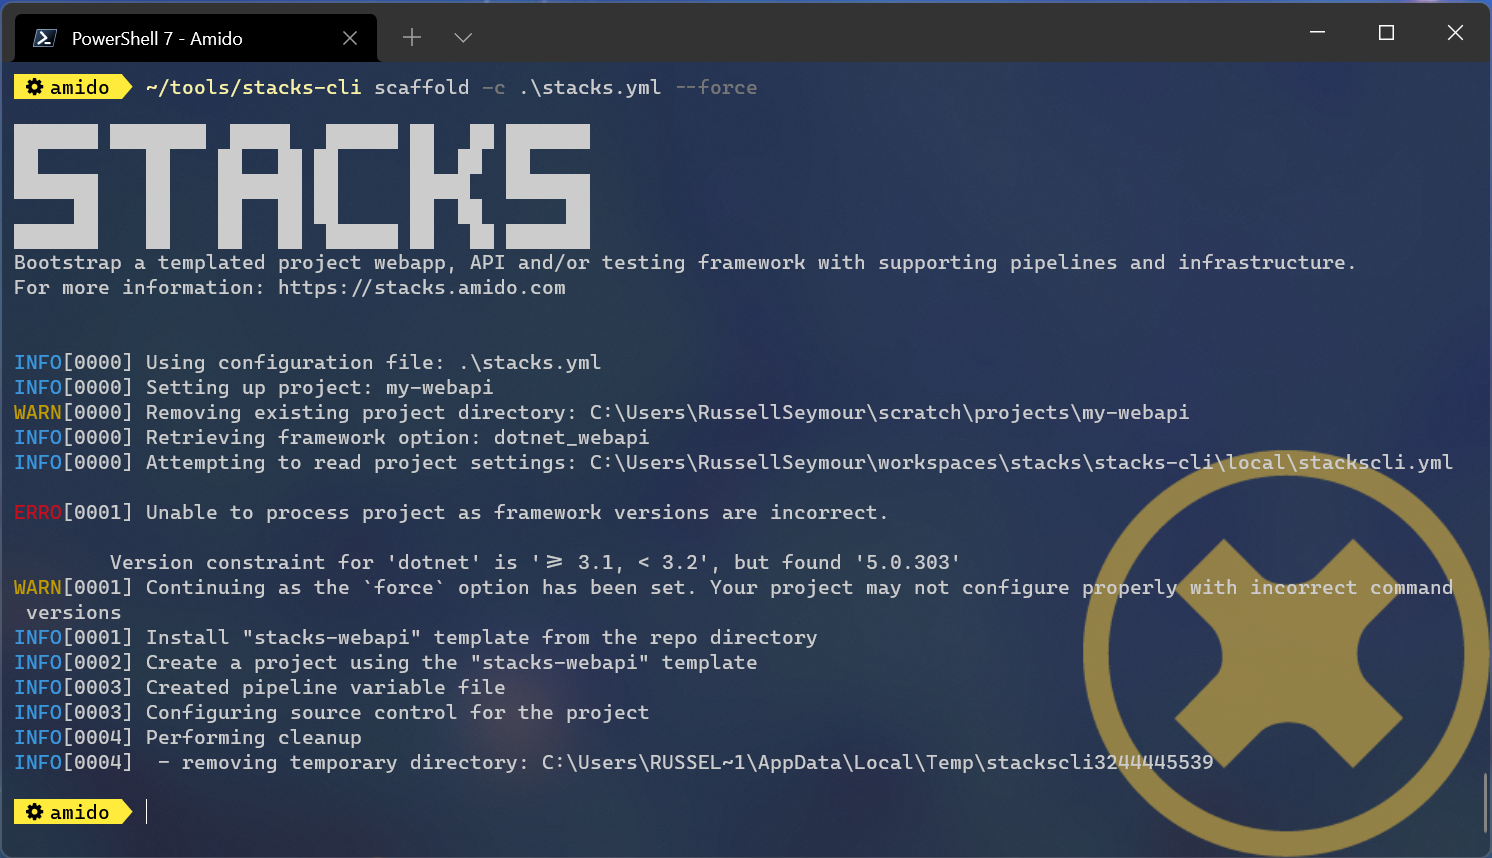 PowerShell 7 - Amido
amido ~/tools/stacks-cli scaffold -c .\stacks.yml --force
STACKS
Bootstrap a templated project webapp, API and/or testing framework with supporting pipelines and infrastructure.
For more information: https://stacks.amido.com
INFO[0000] Using configuration file: .\stacks.yml
INFO[0000] Setting up project: my-webapi
WARN[0000] Removing existing project directory: C:\Users\RussellSeymour\scratch\projects\my-webapi
INFO[0000] Retrieving framework option: dotnet_webapi
INFO[0000] Attempting to read project settings: C:\Users\RussellSeymour\workspaces\stacks\stacks-cli\local\stackscli.yml
ERRO[0001] Unable to process project as framework versions are incorrect.
Version constraint for 'dotnet' is '>= 3.1, < 3.2', but found '5.0.303'
WARN[0001] Continuing as the `force` option has been set. Your project may not configure properly with incorrect command
versions
INFO[0001] Install "stacks-webapi" template from the repo directory
INFO[0002] Create a project using the "stacks-webapi" template
INFO[0003] Created pipeline variable file
INFO[0003] Configuring source control for the project
INFO[0004] Performing cleanup
INFO[0004]  - removing temporary directory: C:\Users\RUSSEL~1\AppData\Local\Temp\stackscli3244445539
amido